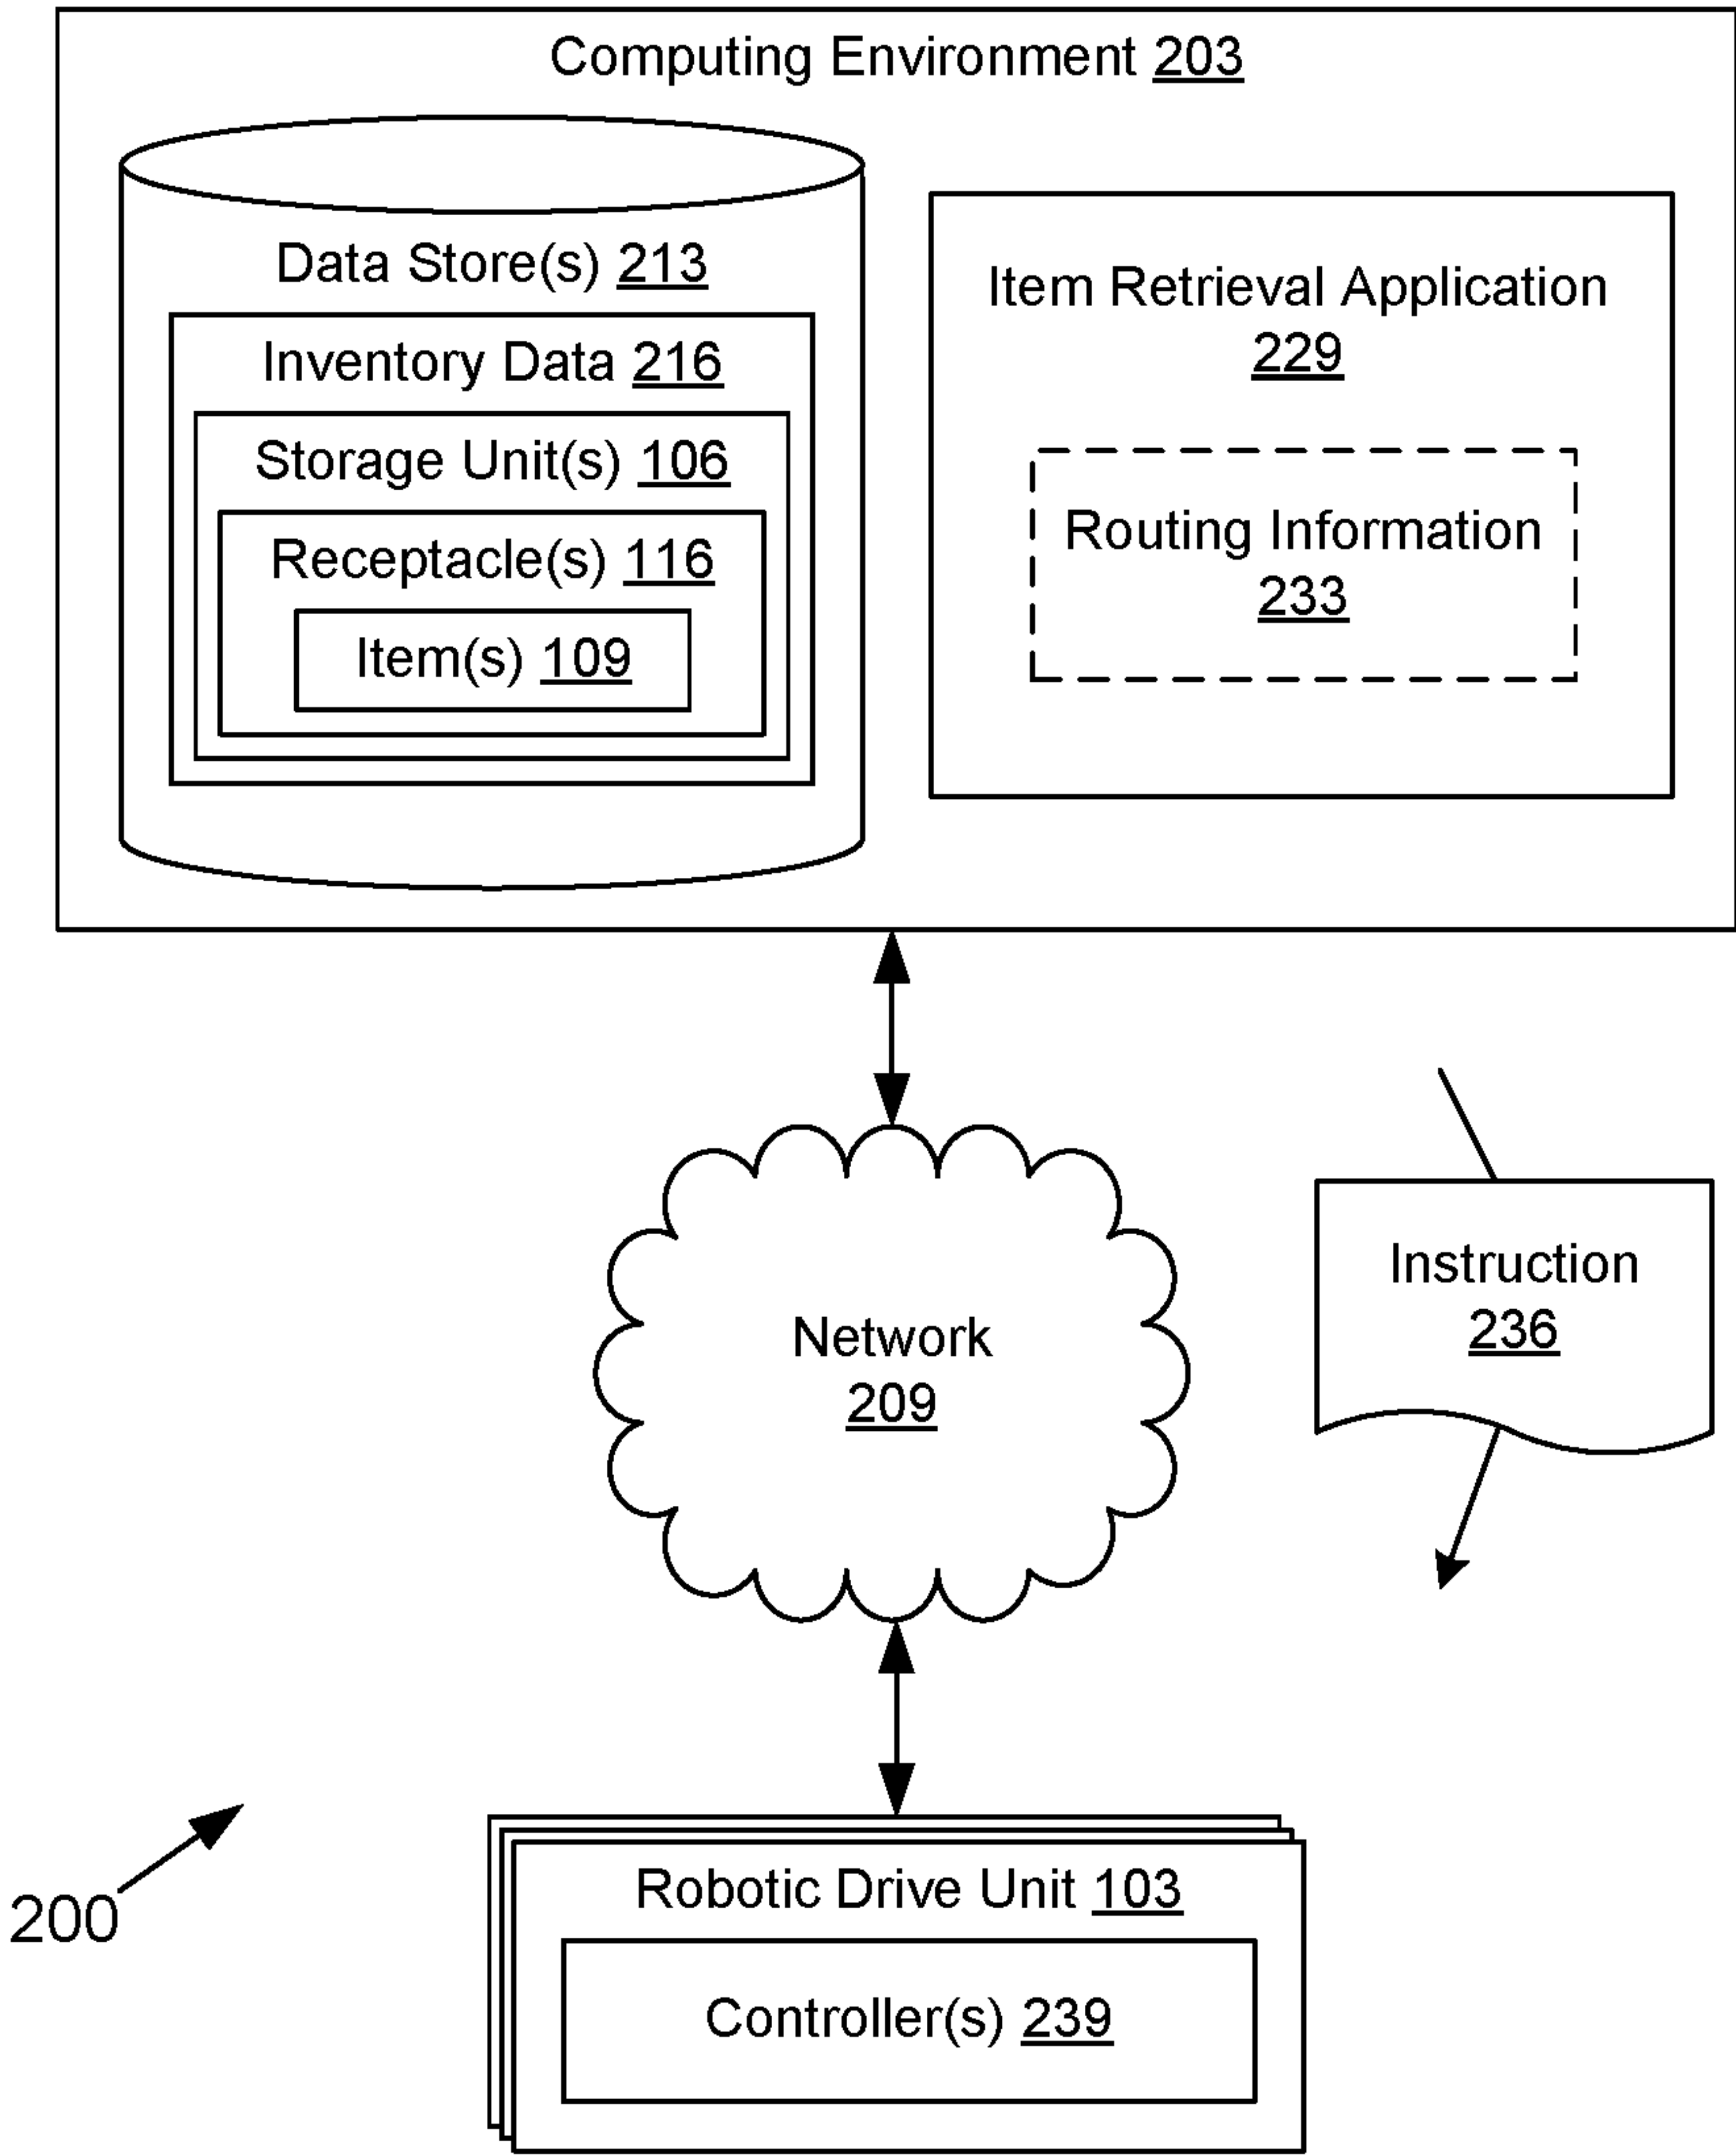 Computing Environment 203
Data Store(s) 213
Inventory Data 216
Storage Unit(s) 106
Receptacle(s) 116
Item(s) 109
Item Retrieval Application
229
Routing Information
233
Network
209
Instruction
236
200
Robotic Drive Unit 103
Controller(s) 239